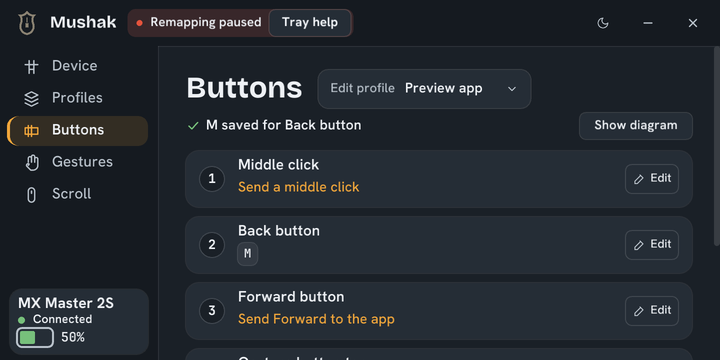 Mushak
Remapping paused
Tray help
Device
Profiles
Buttons
Gestures
Scroll
MX Master 2S
Connected
50%
Buttons
Edit profile Preview app
M saved for Back button
Show diagram
1
Middle click
Send a middle click
Edit
2
Back button
M
Edit
3
Forward button
Send Forward to the app
Edit